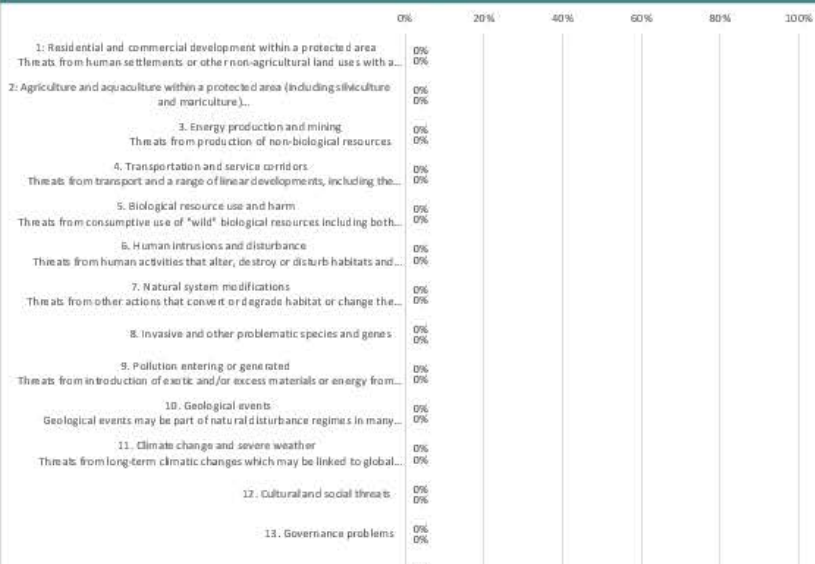 0% 20% 40% 60% 80% 100%
1: Residential and commercial development within a protected area
Threats from human settlements or other non-agricultural land uses with a...
0%
0%
2: Agriculture and aquaculture within a protected area (including silviculture
and mariculture)...
0%
0%
3. Energy production and mining
Threats from production of non-biological resources
0%
0%
4. Transportation and service corridors
Threats from transport and a range of linear developments, including the...
0%
0%
5. Biological resource use and harm
Threats from consumptive use of "wild" biological resources including both...
0%
0%
6. Human intrusions and disturbance
Threats from human activities that alter, destroy or disturb habitats and...
0%
0%
7. Natural system modifications
Threats from other actions that convert or degrade habitat or change the...
0%
0%
8. Invasive and other problematic species and genes
0%
0%
9. Pollution entering or generated
Threats from introduction of exotic and/or excess materials or energy from...
0%
0%
10. Geological events
Geological events may be part of natural disturbance regimes in many...
0%
0%
11. Climate change and severe weather
Threats from long-term climatic changes which may be linked to global...
0%
0%
12. Cultural and social threats
0%
0%
13. Governance problems
0%
0%